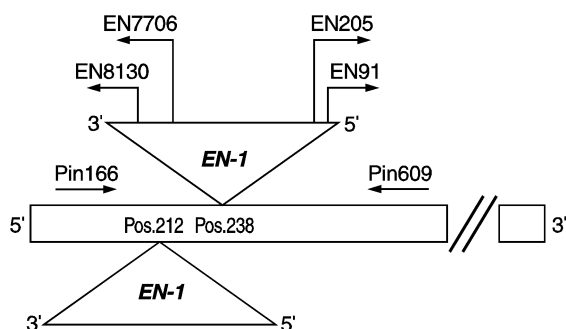 EN7706 EN205
EN8130 EN91
3' 5'
EN-1
Pin166 Pin609
5' Pos.212 Pos.238 3'
EN-1
3' 5'